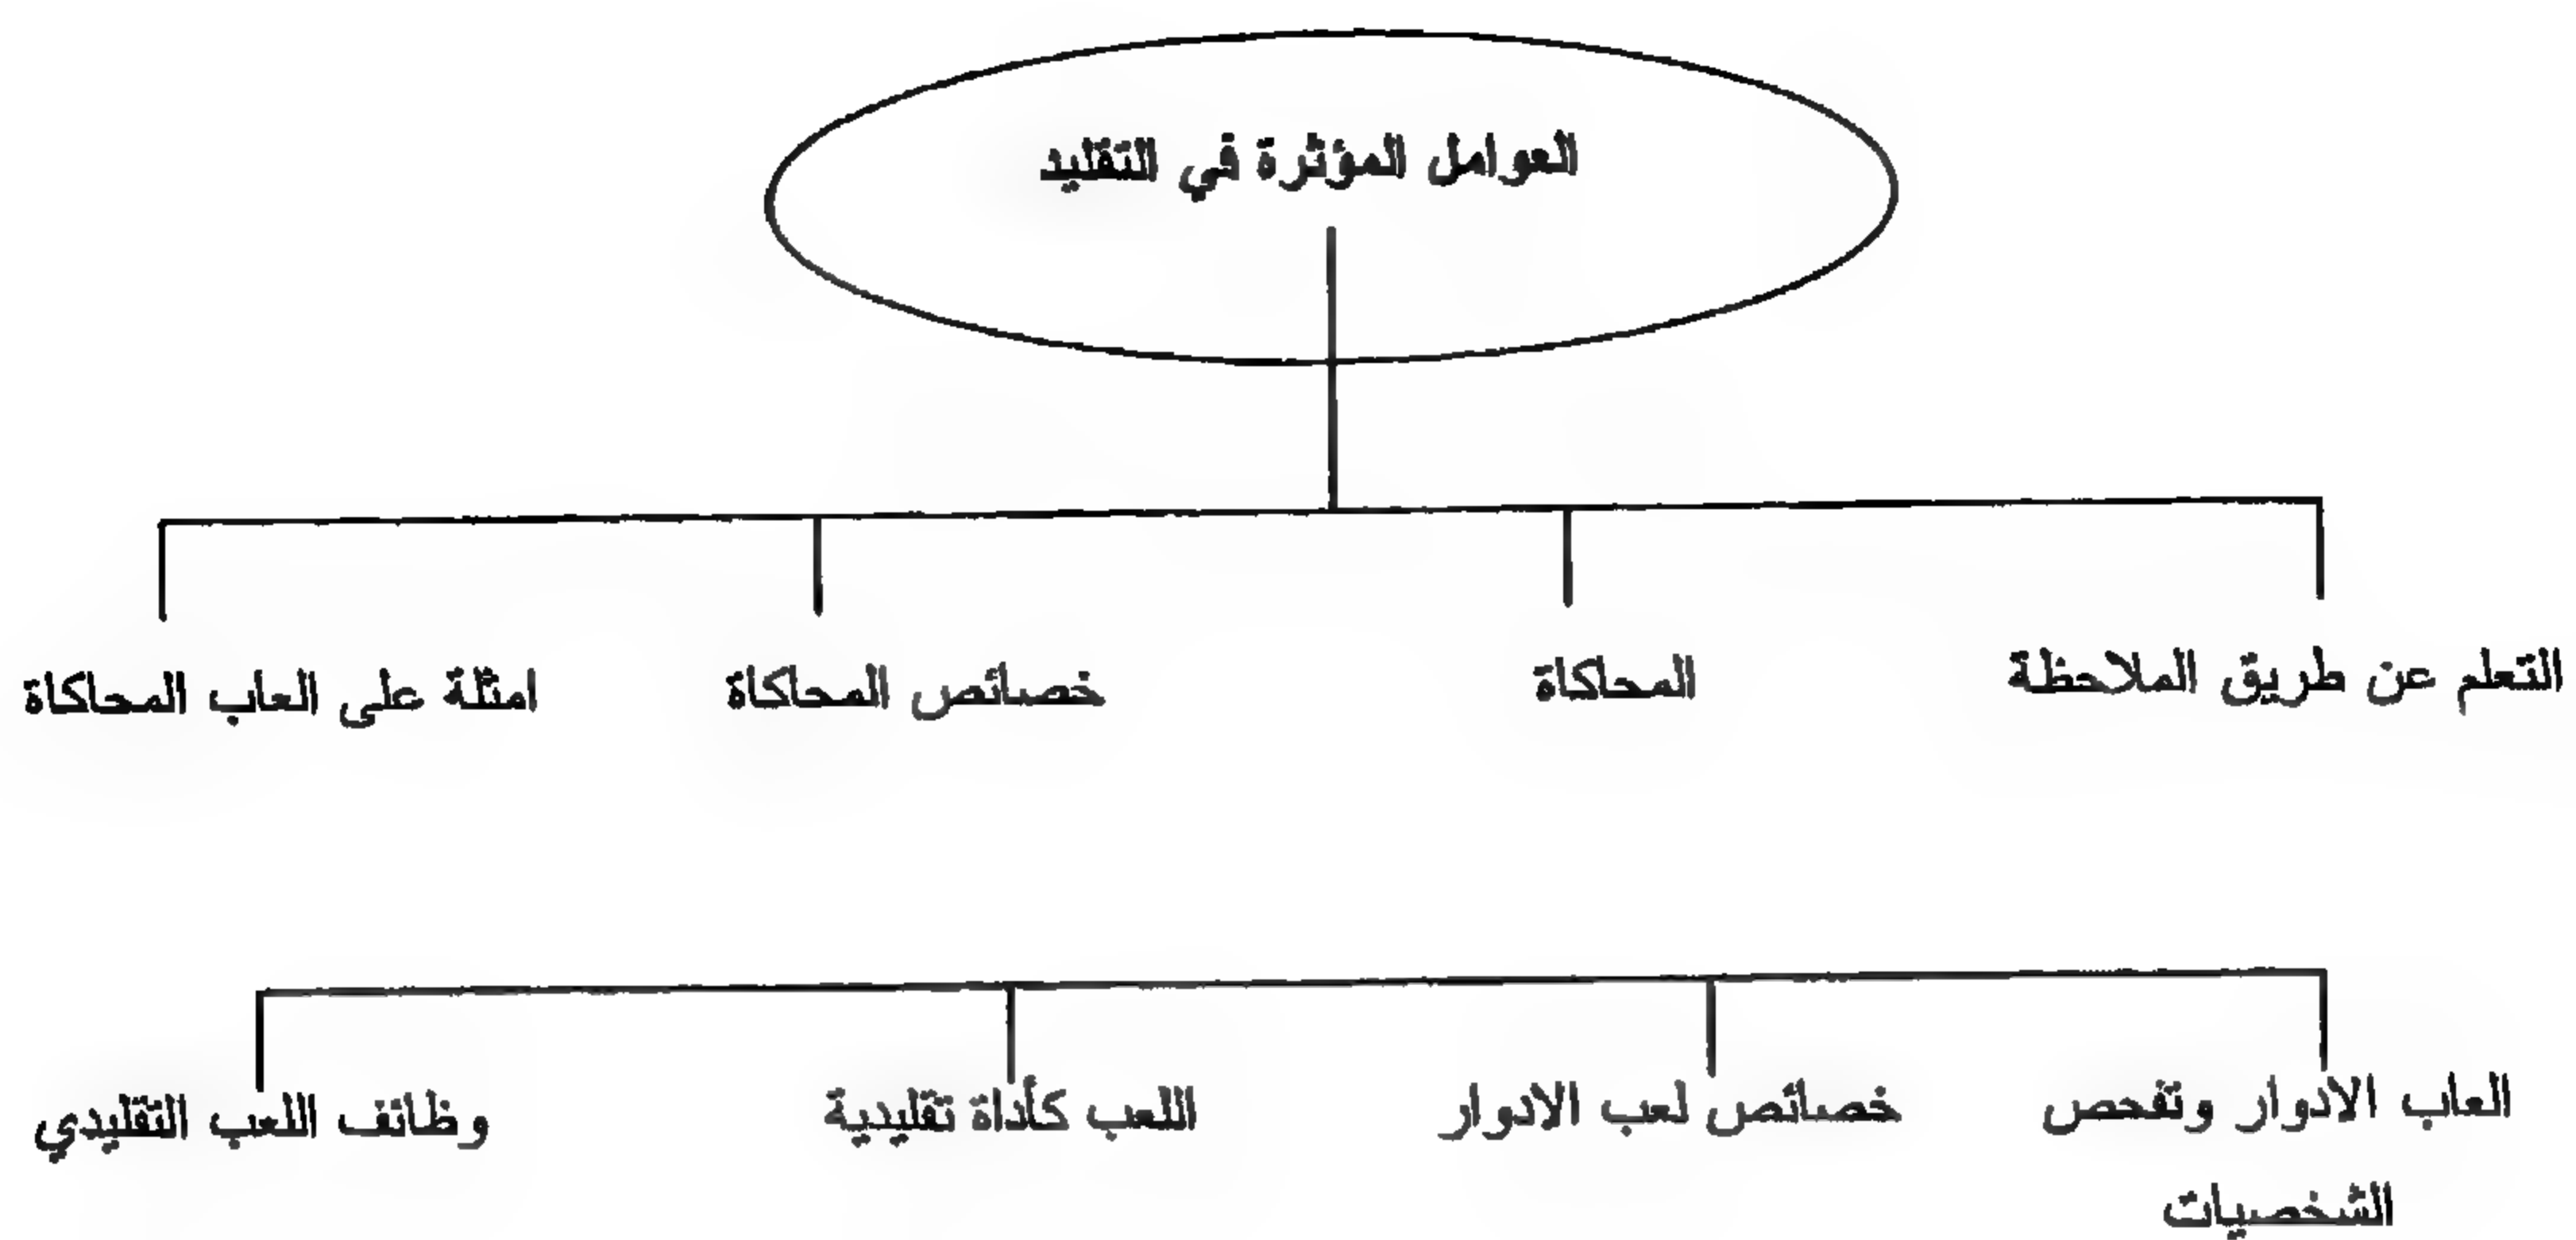 العوامل المؤثرة في التقليد
التعلم عن طريق الملاحظة
المحاكاة
خصائص المحاكاة
امثلة على العاب المحاكاة
العاب الادوار وتفحص
الشخصيات
خصائص لعب الادوار
اللعب كأداة تقليدية
وظائف اللعب التقليدي